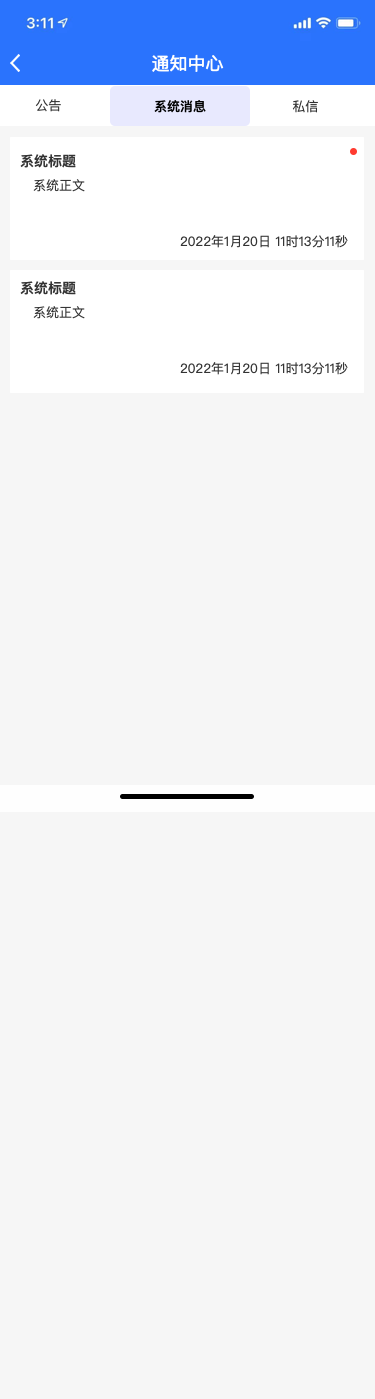 3:11
通知中心
公告 系统消息 私信
系统标题
系统正文
2022年1月20日 11时13分11秒
系统标题
系统正文
2022年1月20日 11时13分11秒